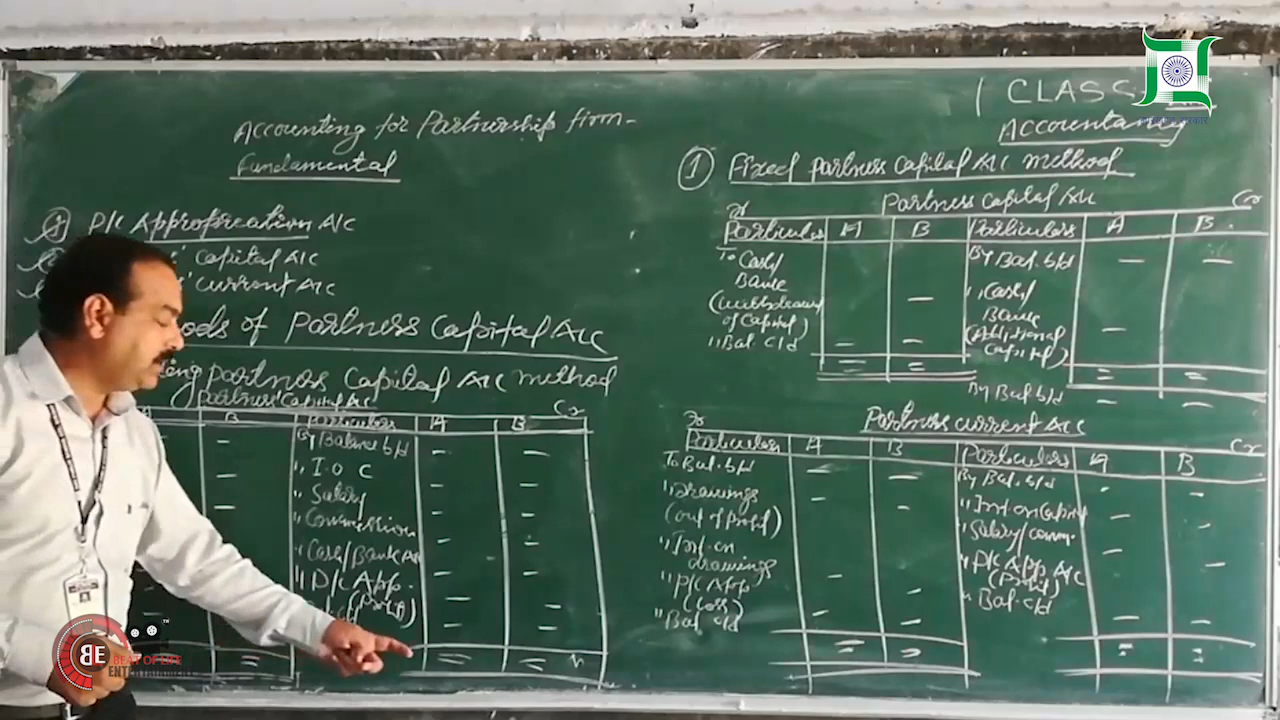 CLASS
Accountancy
Accounting for Partnership firm-
Fundamental
P/L Appropriation A/C
Capital A/C
Current A/C
of Partners Capital A/C
Partners Capital A/C method
Partners' Capital A/C
Cr
B Particulars A B
By Balance b/d
" I.O C
" Salary
" Commission
" Cash/Bank A/C
" P/L App.
(Profit)
① Fixed Partners Capital A/C method
Partners Capital A/C
Dr Cr
Particulars A B Particulars A B
To Cash By Bal. b/d
Bank " Cash
(withdrawn Bank
of Capital) (Additional
" Bal c/d Capital)
By Bal b/d
Partners current A/C
Dr Cr
Particulars A B Particulars A B
To Bal. b/d By Bal. b/d
" Drawings " Int on Capital
(out of Profit) " Salary/comm.
" Int. on " P/L App A/C
drawings (Profit)
" P/L App " Bal. c/d
(Loss)
" Bal c/d
BE
BEAT OF LIFE
ENTERTAINMENT